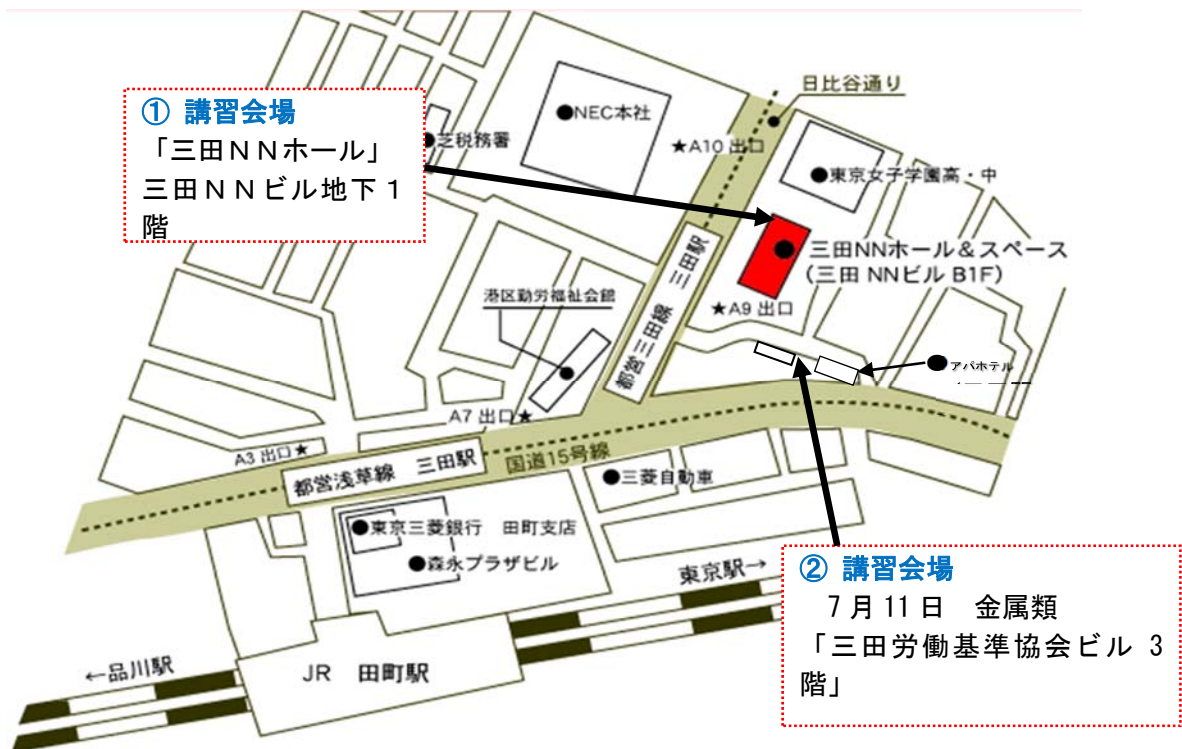 日比谷通り
① 講習会場
「三田ＮＮホール」
三田ＮＮビル地下１
階
●NEC本社
●芝税務署
★A10 出口
●東京女子学園高・中
三田NNホール＆スペース
(三田 NNビル B1F)
都営三田線　三田駅
港区勤労福祉会館
★A9 出口
アパホテル
A7 出口★
A3 出口★
都営浅草線　三田駅
国道15号線
●三菱自動車
●東京三菱銀行　田町支店
●森永プラザビル
東京駅→
② 講習会場
７月 11 日　金属類
「三田労働基準協会ビル ３
階」
←品川駅
JR　田町駅